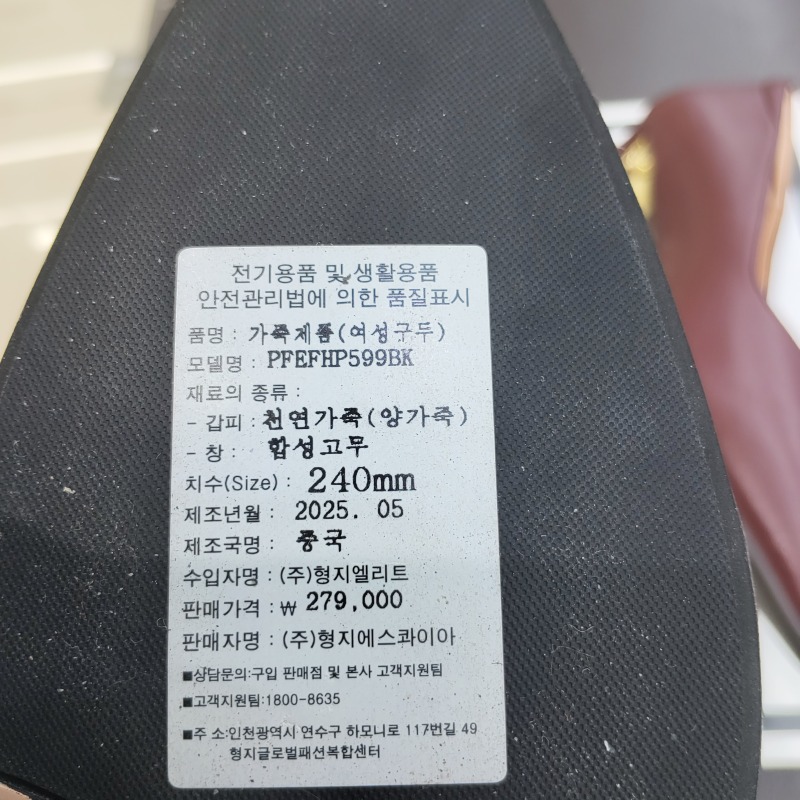 전기용품 및 생활용품
안전관리법에 의한 품질표시
품명 : 가죽제품(여성구두)
모델명 : PFEFHP599BK
재료의 종류 :
- 갑피 : 천연가죽(양가죽)
- 창 : 합성고무
치수(Size) : 240mm
제조년월 : 2025. 05
제조국명 : 중국
수입자명 : (주)형지엘리트
판매가격 : ₩ 279,000
판매자명 : (주)형지에스콰이아
■상담문의:구입 판매점 및 본사 고객지원팀
■고객지원팀:1800-8635
■주 소:인천광역시 연수구 하모니로 117번길 49
형지글로벌패션복합센터